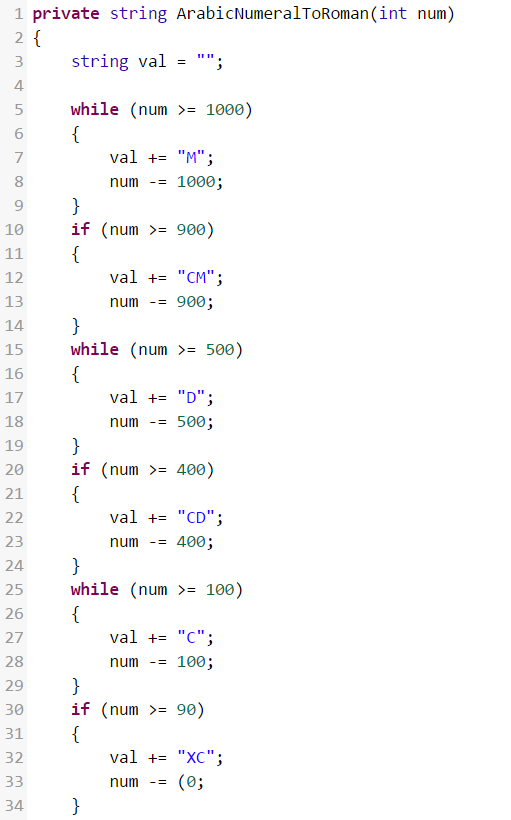 1 private string ArabicNumeralToRoman(int num)
2 {
3     string val = "";
4
5     while (num >= 1000)
6     {
7         val += "M";
8         num -= 1000;
9     }
10     if (num >= 900)
11     {
12         val += "CM";
13         num -= 900;
14     }
15     while (num >= 500)
16     {
17         val += "D";
18         num -= 500;
19     }
20     if (num >= 400)
21     {
22         val += "CD";
23         num -= 400;
24     }
25     while (num >= 100)
26     {
27         val += "C";
28         num -= 100;
29     }
30     if (num >= 90)
31     {
32         val += "XC";
33         num -= (0;
34     }